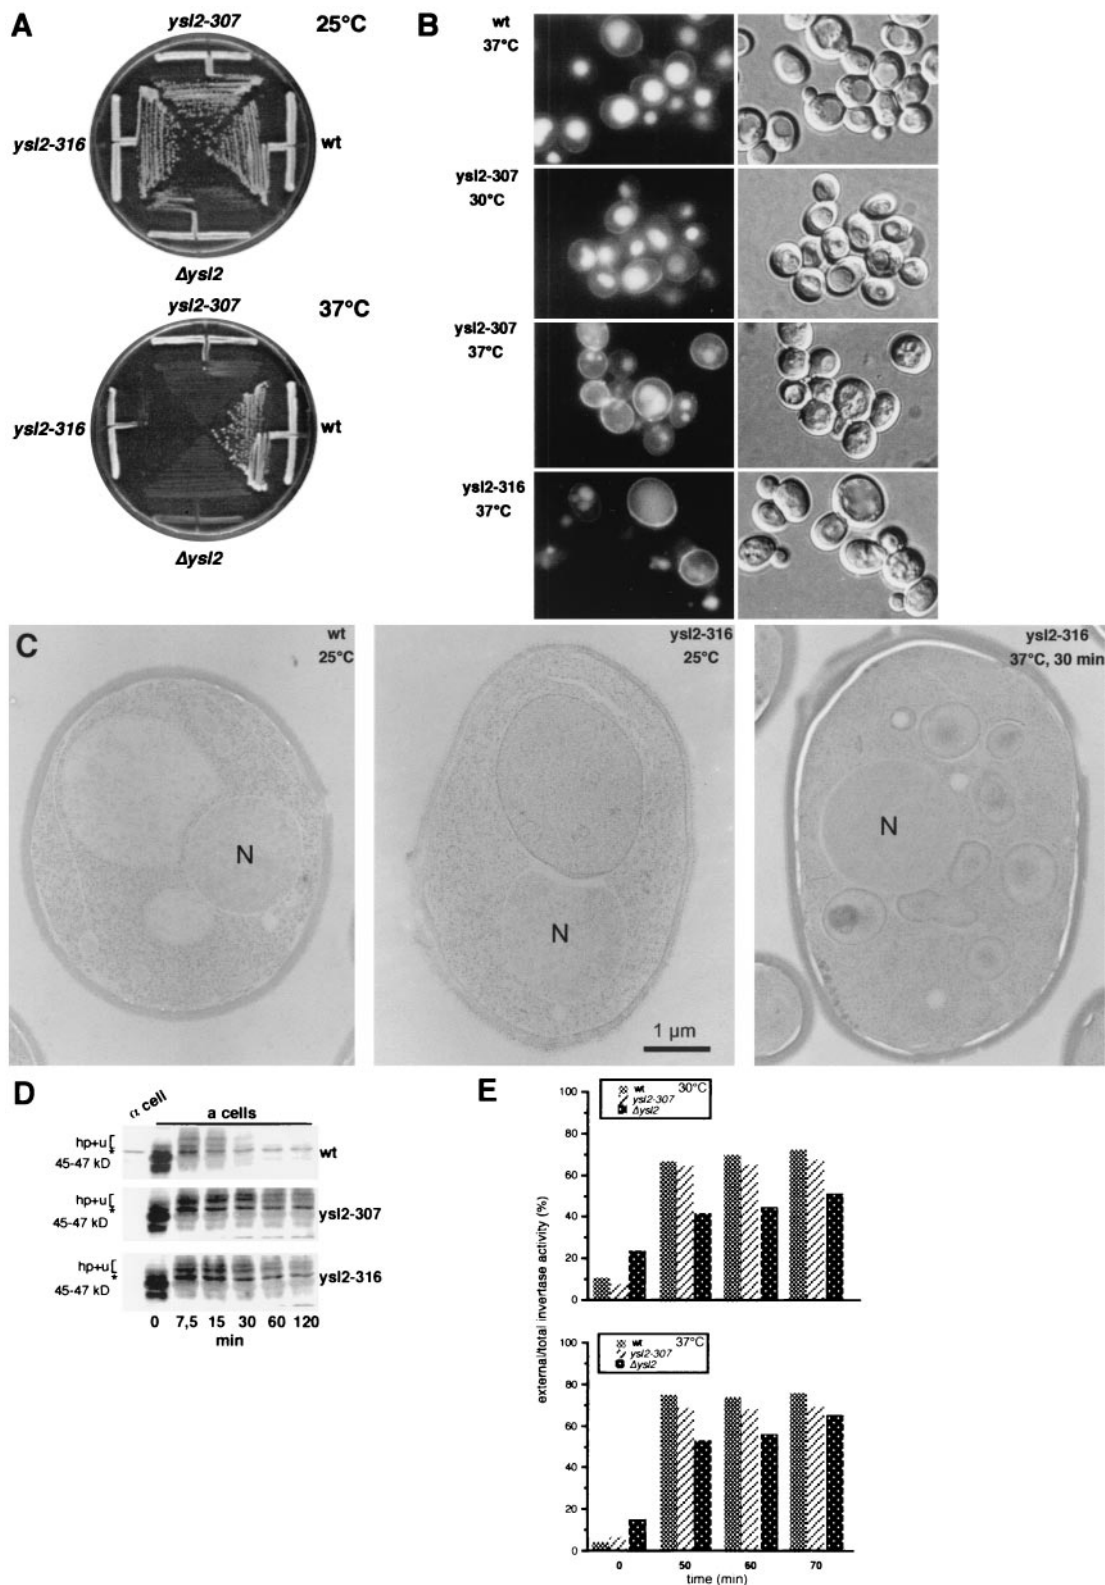 A
ysl2-307
25°C
ysl2-316
wt
Δysl2
ysl2-307
37°C
ysl2-316
wt
Δysl2
B
wt
37°C
ysl2-307
30°C
ysl2-307
37°C
ysl2-316
37°C
C
wt
25°C
N
ysl2-316
25°C
N
1 µm
ysl2-316
37°C, 30 min
N
D
α cell
a cells
hp+u
*
45-47 kD
wt
hp+u
*
45-47 kD
ysl2-307
hp+u
*
45-47 kD
ysl2-316
0 7,5 15 30 60 120
min
E
external/total invertase activity (%)
100
80
60
40
20
0
wt 30°C
ysl2-307
Δysl2
100
80
60
40
20
0
wt 37°C
ysl2-307
Δysl2
0 50 60 70
time (min)